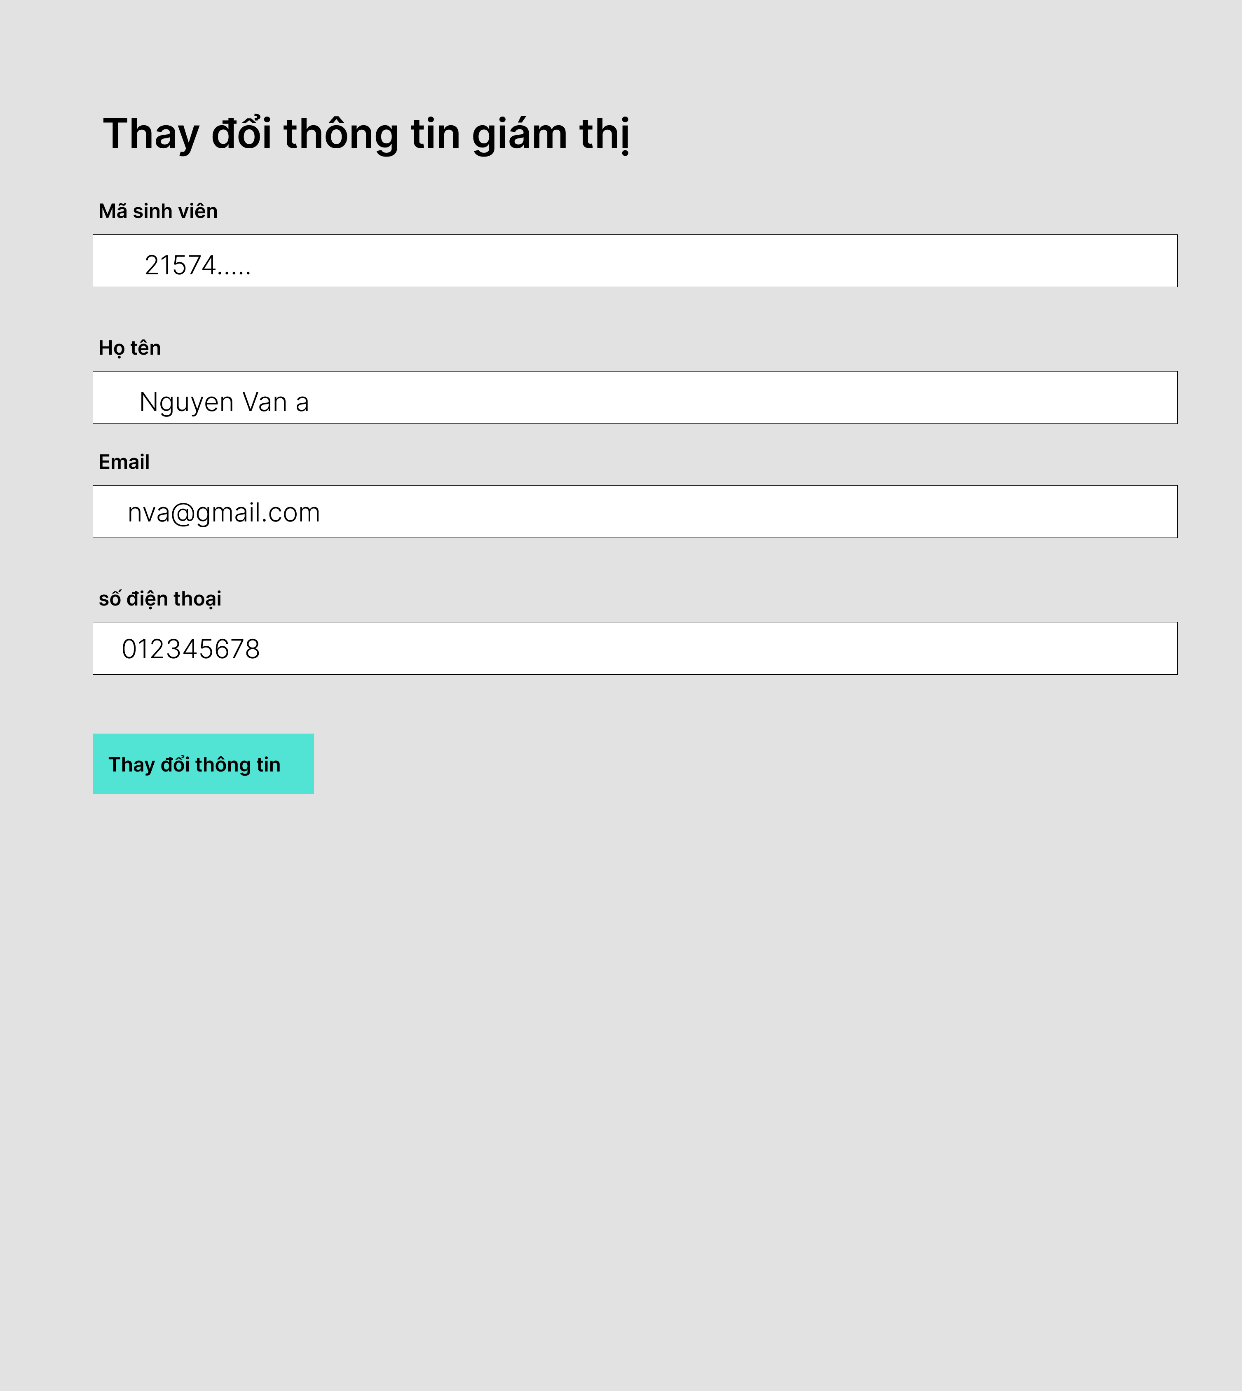 Thay đổi thông tin giám thị
Mã sinh viên
21574.....
Họ tên
Nguyen Van a
Email
nva@gmail.com
số điện thoại
012345678
Thay đổi thông tin